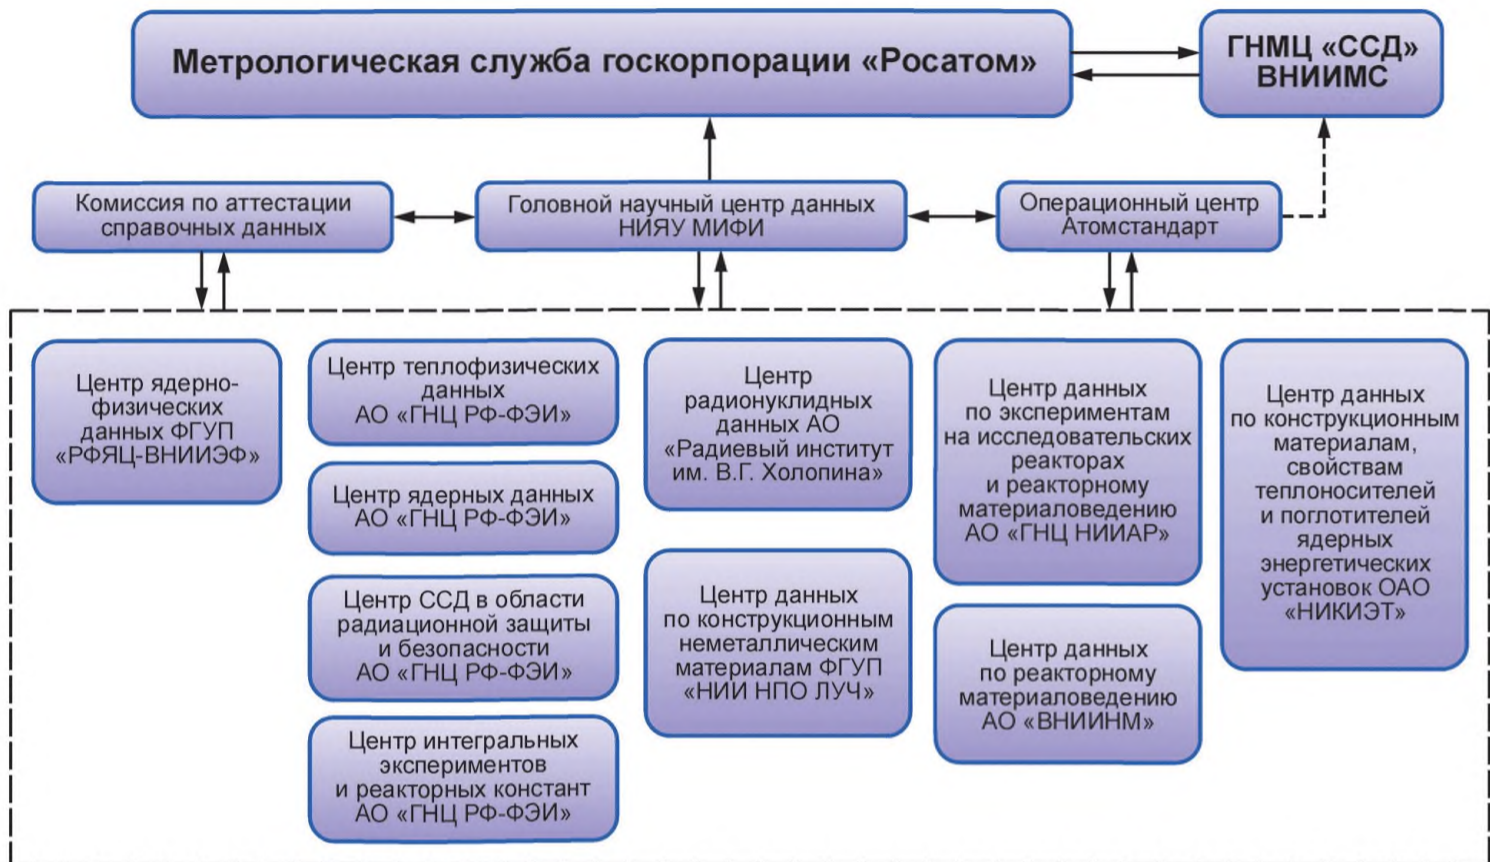 Метрологическая служба госкорпорации «Росатом»
ГНМЦ «ССД»
ВНИИМС
Комиссия по аттестации
справочных данных
Головной научный центр данных
НИЯУ МИФИ
Операционный центр
Атомстандарт
Центр ядерно-
физических
данных ФГУП
«РФЯЦ-ВНИИЭФ»
Центр теплофизических
данных
АО «ГНЦ РФ-ФЭИ»
Центр ядерных данных
АО «ГНЦ РФ-ФЭИ»
Центр ССД в области
радиационной защиты
и безопасности
АО «ГНЦ РФ-ФЭИ»
Центр интегральных
экспериментов
и реакторных констант
АО «ГНЦ РФ-ФЭИ»
Центр
радионуклидных
данных АО
«Радиевый институт
им. В.Г. Холопина»
Центр данных
по конструкционным
неметаллическим
материалам ФГУП
«НИИ НПО ЛУЧ»
Центр данных
по экспериментам
на исследовательских
реакторах
и реакторному
материаловедению
АО «ГНЦ НИИАР»
Центр данных
по реакторному
материаловедению
АО «ВНИИНМ»
Центр данных
по конструкционным
материалам,
свойствам
теплоносителей
и поглотителей
ядерных
энергетических
установок ОАО
«НИКИЭТ»